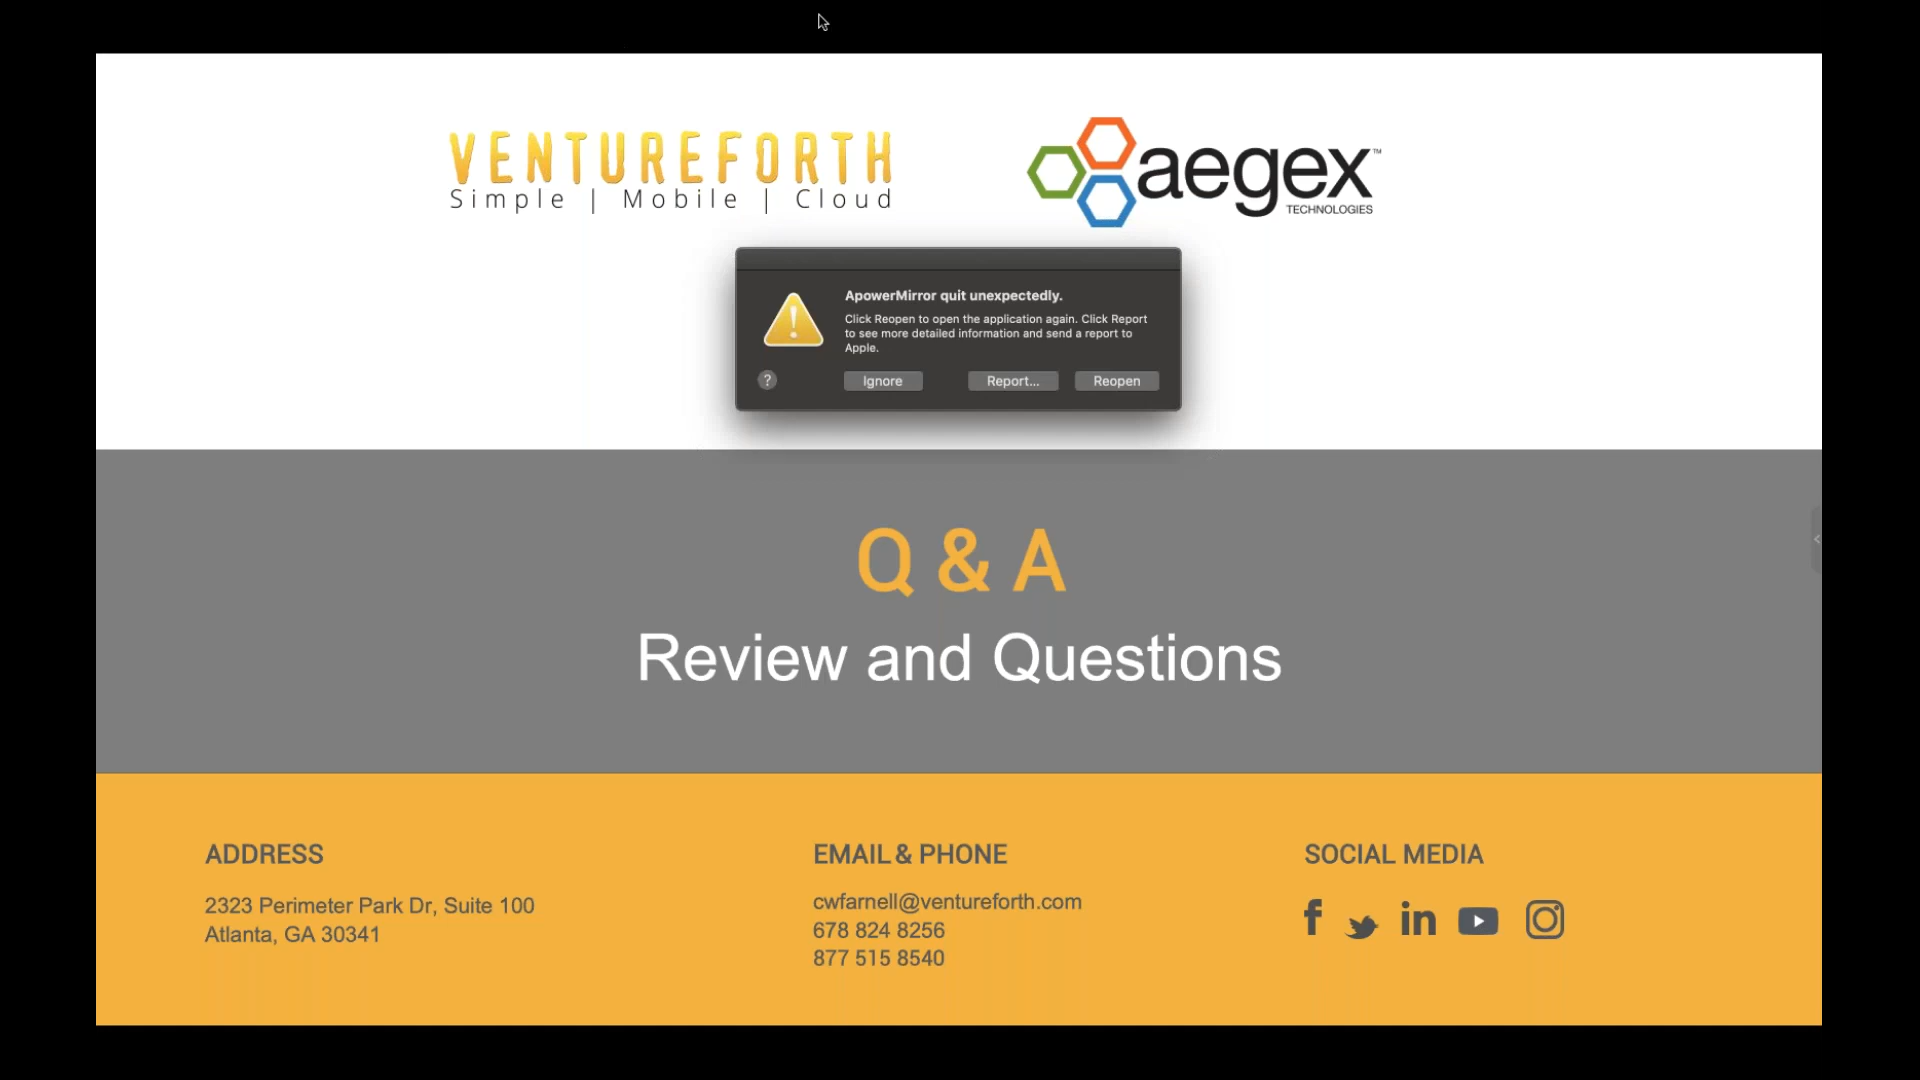 VENTUREFORTH
Simple | Mobile | Cloud
aegex™
TECHNOLOGIES
ApowerMirror quit unexpectedly.
Click Reopen to open the application again. Click Report
to see more detailed information and send a report to
Apple.
?
Ignore
Report...
Reopen
Q & A
Review and Questions
ADDRESS
2323 Perimeter Park Dr, Suite 100
Atlanta, GA 30341
EMAIL & PHONE
cwfarnell@ventureforth.com
678 824 8256
877 515 8540
SOCIAL MEDIA